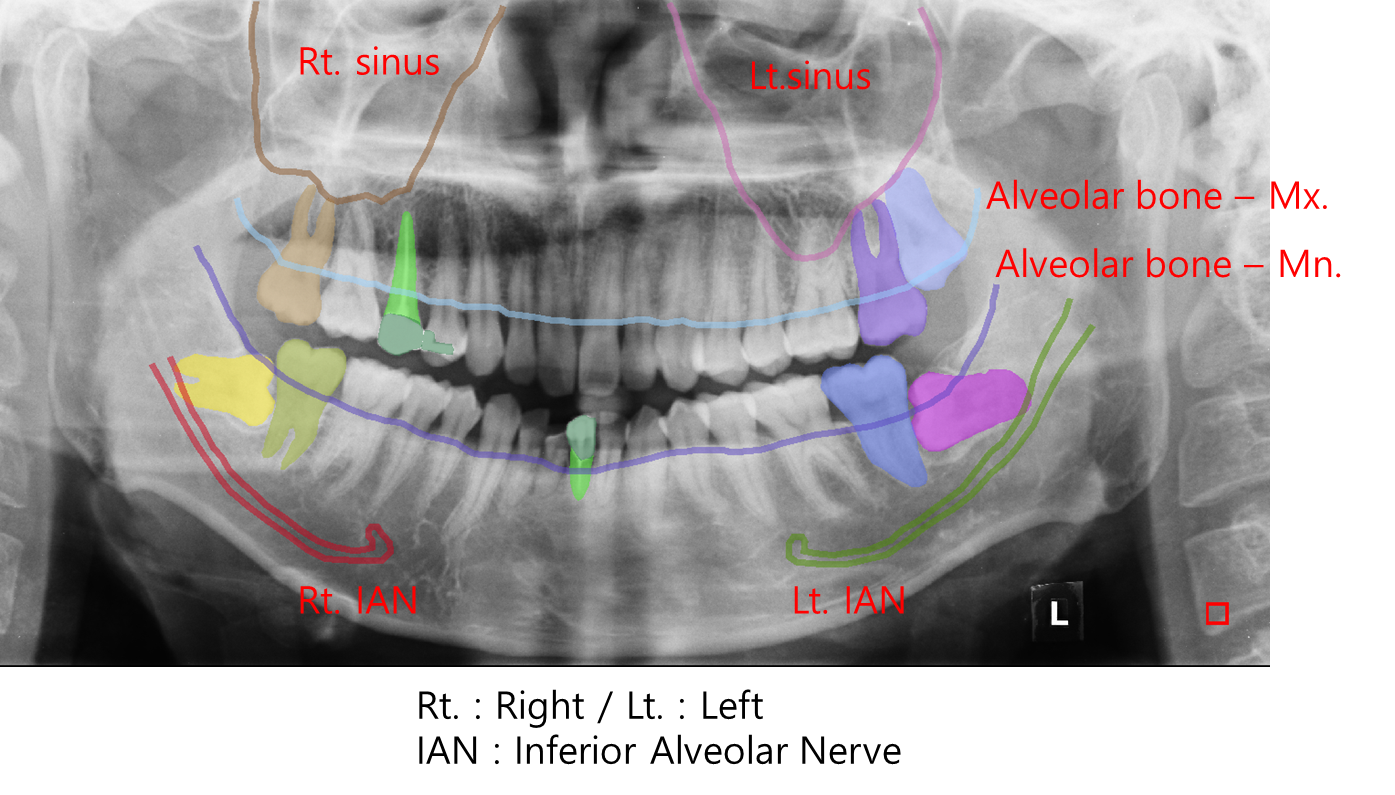 Rt. sinus
Lt.sinus
Alveolar bone – Mx.
Alveolar bone – Mn.
Rt. IAN
Lt. IAN
L
Rt. : Right / Lt. : Left
IAN : Inferior Alveolar Nerve